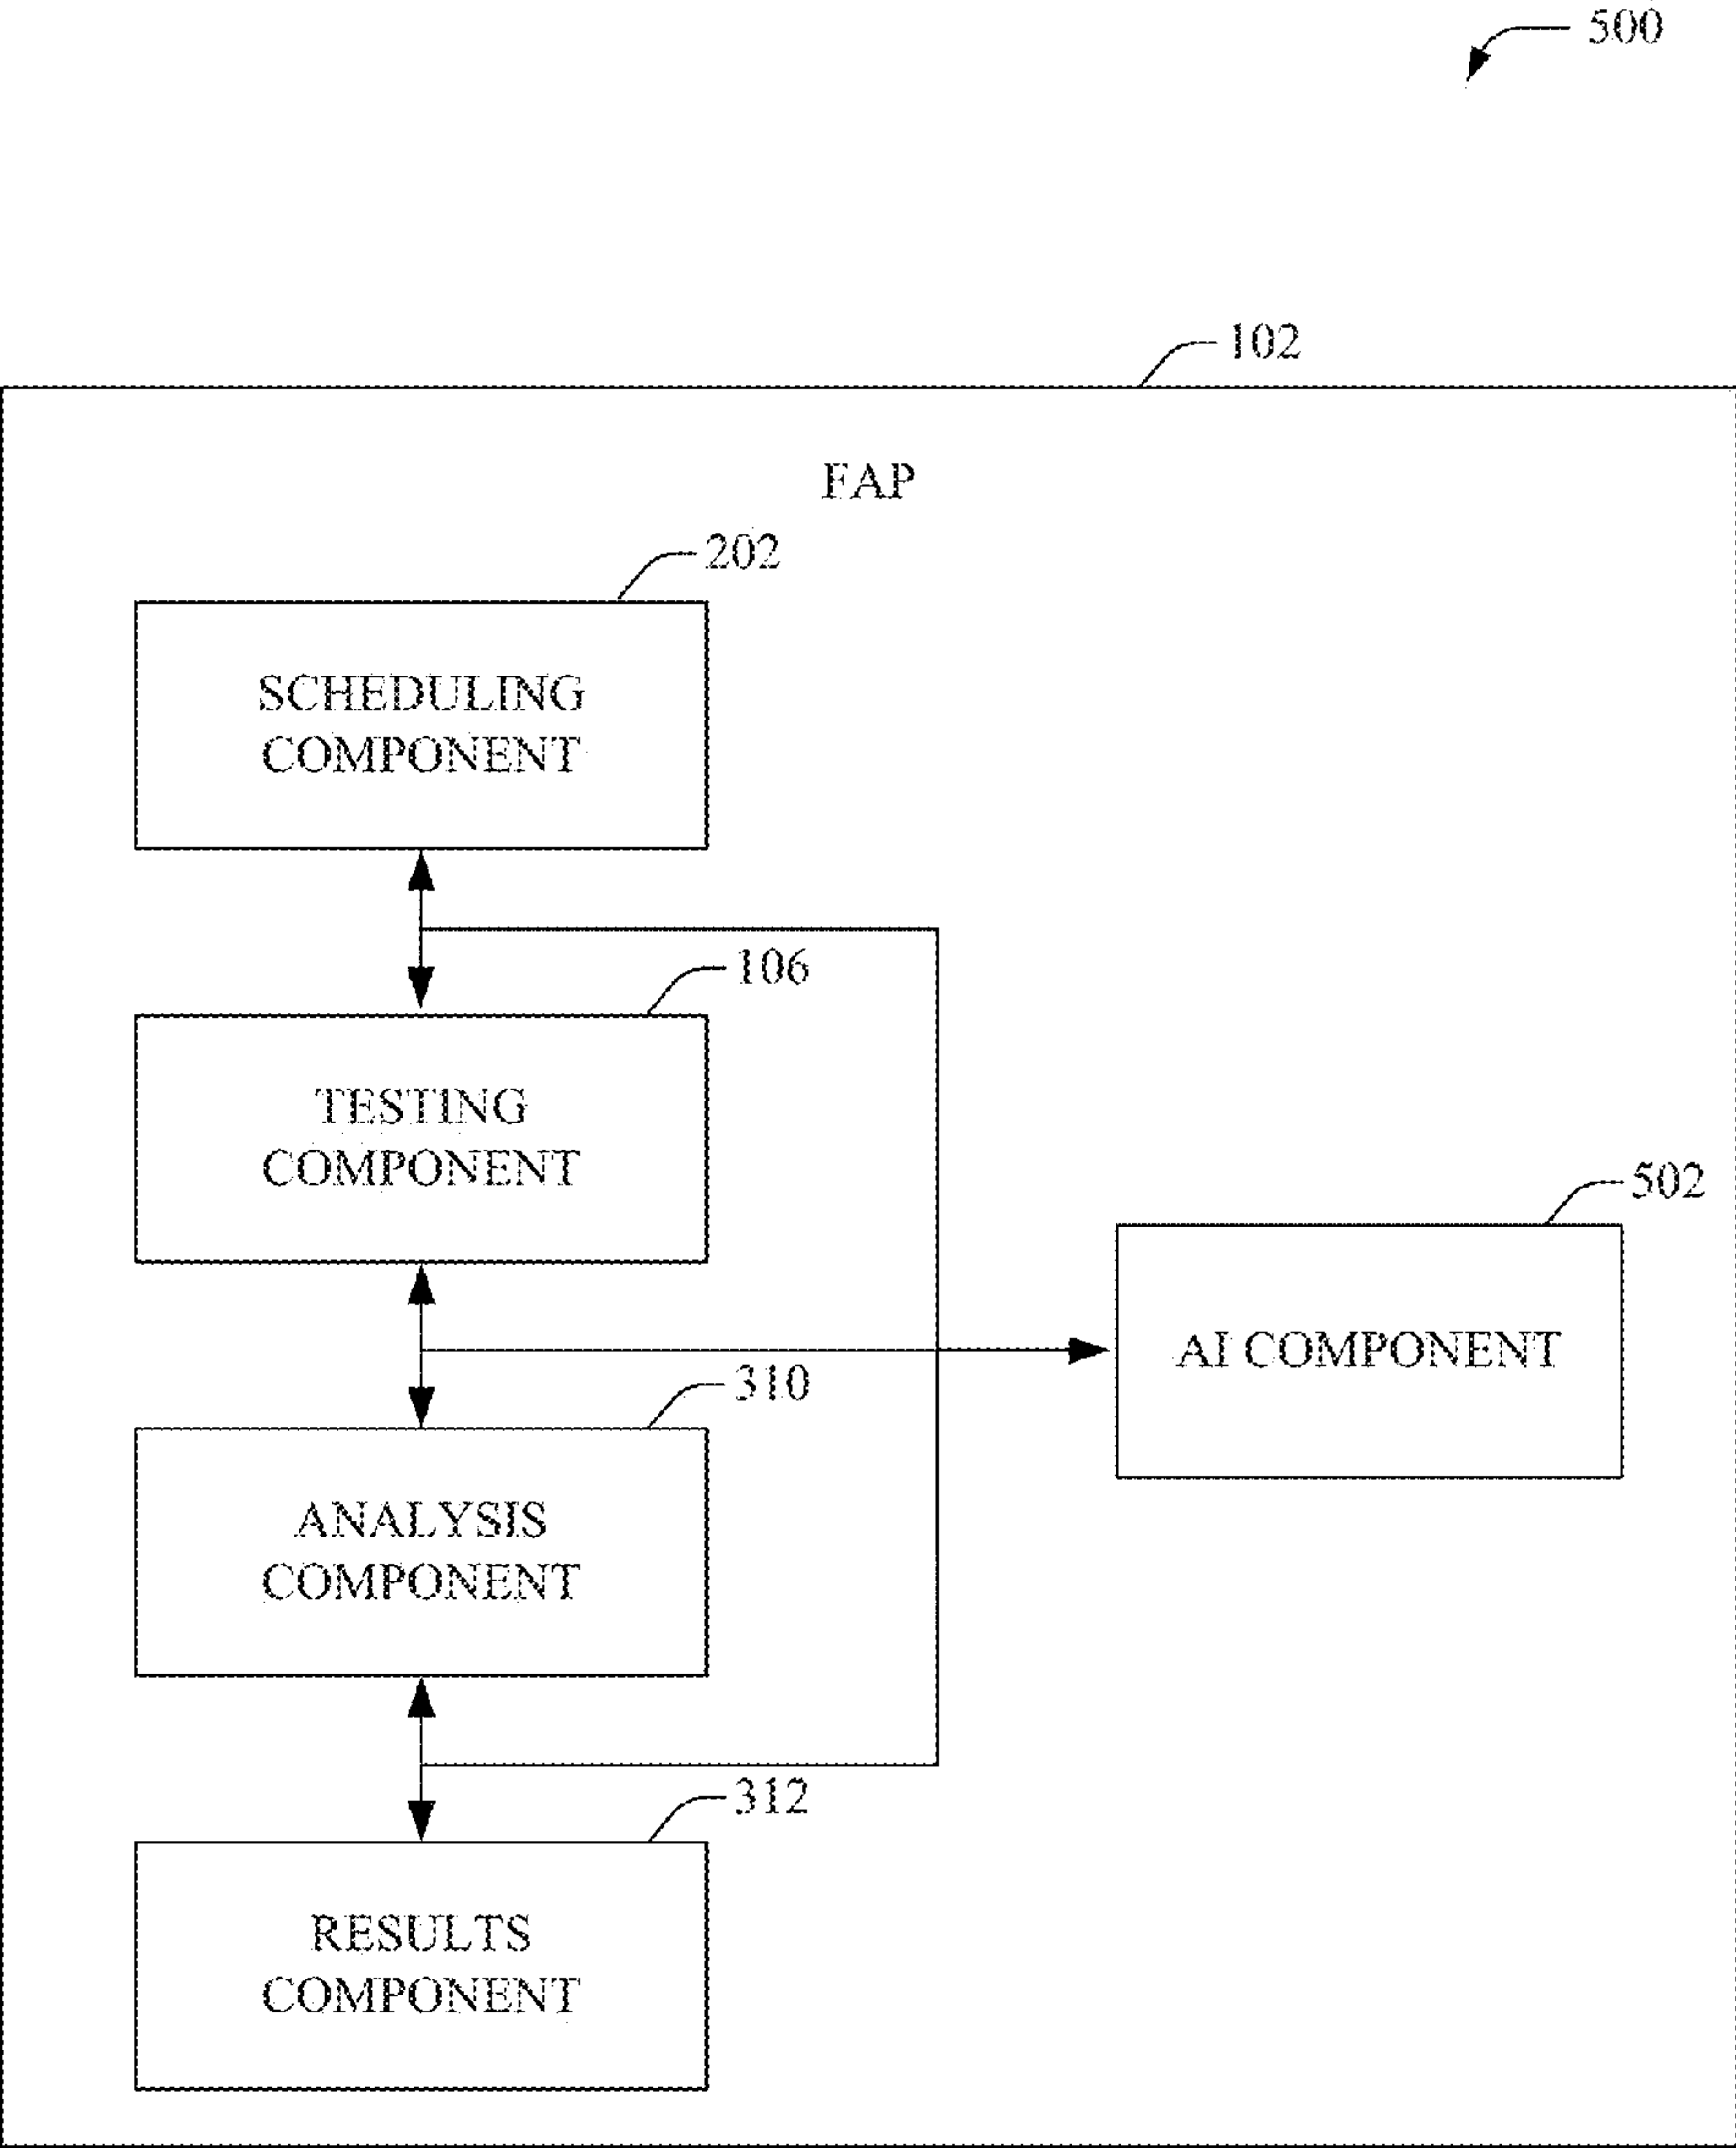 500
102
FAP
202
SCHEDULING
COMPONENT
106
TESTING
COMPONENT
502
AI COMPONENT
310
ANALYSIS
COMPONENT
312
RESULTS
COMPONENT